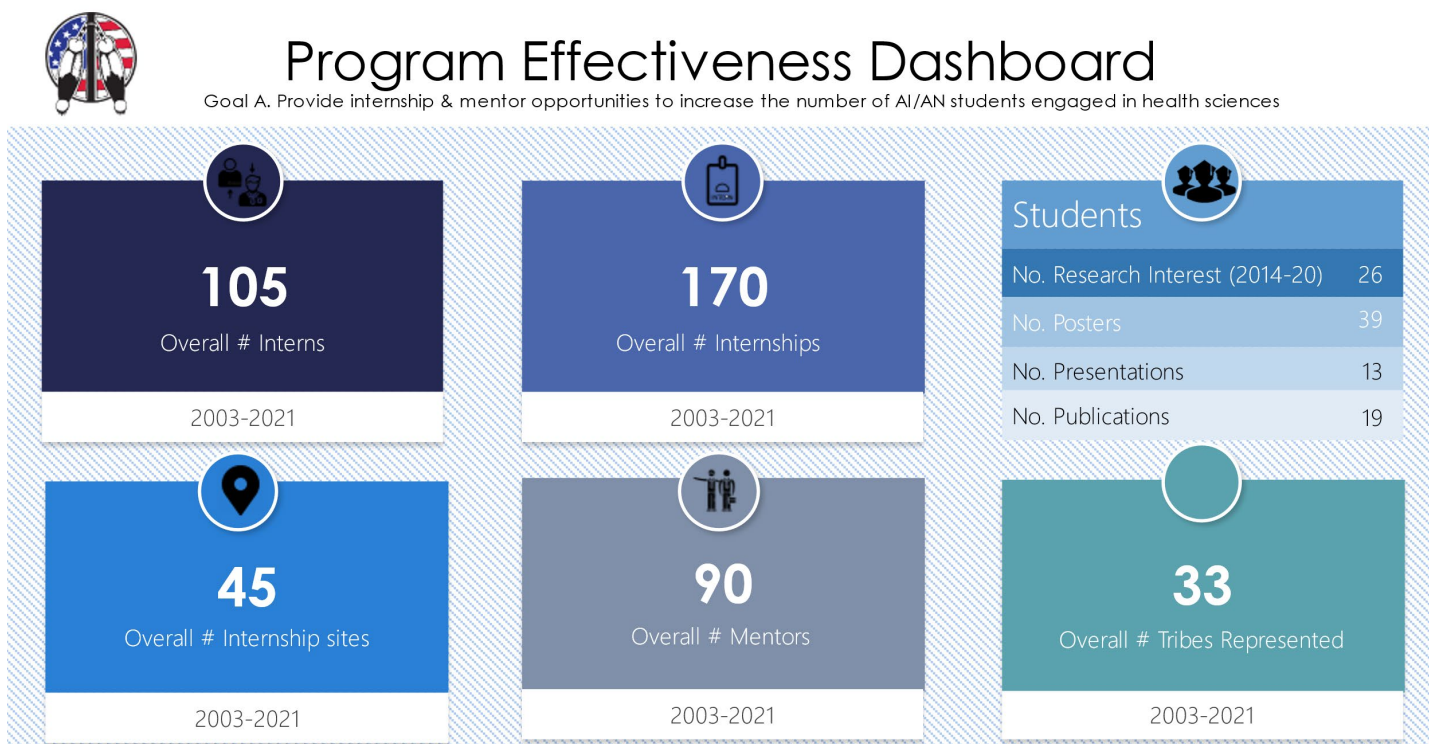 Program Effectiveness Dashboard
Goal A. Provide internship & mentor opportunities to increase the number of AI/AN students engaged in health sciences
105
Overall # Interns
2003-2021
INTERN
170
Overall # Internships
2003-2021
Students
No. Research Interest (2014-20) 26
No. Posters 39
No. Presentations 13
No. Publications 19
45
Overall # Internship sites
2003-2021
90
Overall # Mentors
2003-2021
33
Overall # Tribes Represented
2003-2021